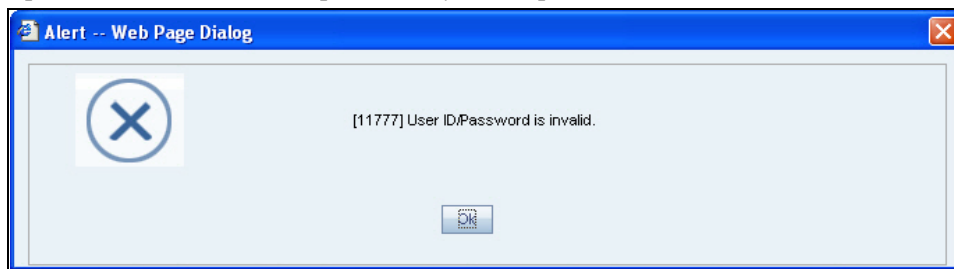 Alert -- Web Page Dialog
[11777] User ID/Password is invalid.
Ok